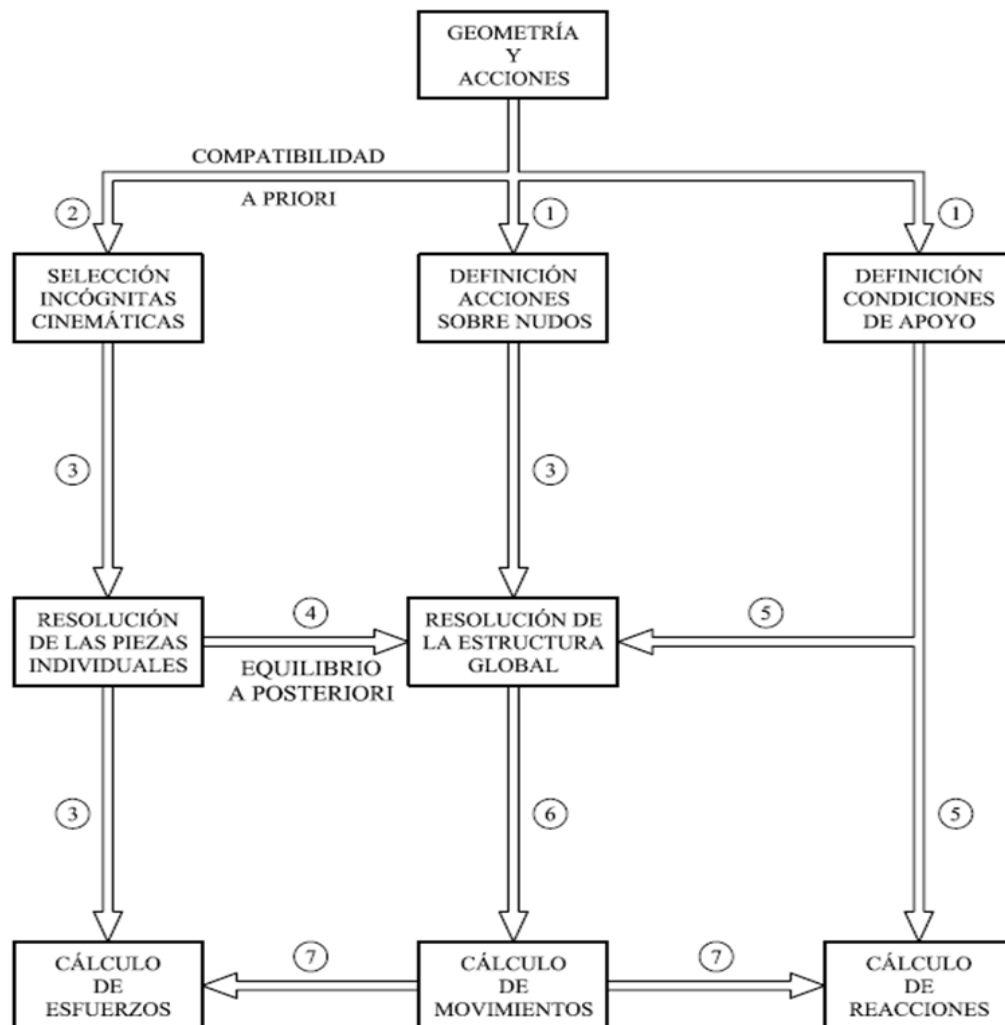 GEOMETRÍA
Y
ACCIONES
COMPATIBILIDAD
A PRIORI
2
1
1
SELECCIÓN
INCÓGNITAS
CINEMÁTICAS
DEFINICIÓN
ACCIONES
SOBRE NUDOS
DEFINICIÓN
CONDICIONES
DE APOYO
3
3
RESOLUCIÓN
DE LAS PIEZAS
INDIVIDUALES
4
EQUILIBRIO
A POSTERIORI
RESOLUCIÓN DE
LA ESTRUCTURA
GLOBAL
5
3
6
5
CÁLCULO
DE
ESFUERZOS
7
CÁLCULO
DE
MOVIMIENTOS
7
CÁLCULO
DE
REACCIONES